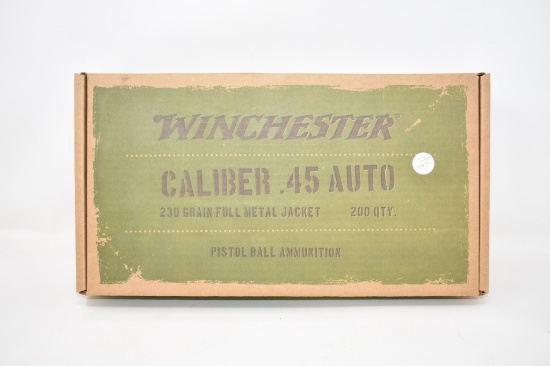 WINCHESTER
CALIBER .45 AUTO
230 GRAIN FULL METAL JACKET 200 QTY.
PISTOL BALL AMMUNITION